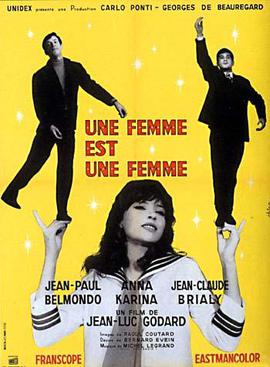 UNIDEX présente une Production CARLO PONTI - GEORGES DE BEAUREGARD
UNE FEMME
EST
UNE FEMME
JEAN-PAUL ANNA JEAN-CLAUDE
BELMONDO KARINA BRIALY
UN FILM DE
JEAN-LUC GODARD
Images de RAOUL COUTARD
Décors de BERNARD EVEIN
Musique de MICHEL LEGRAND
FRANSCOPE EASTMANCOLOR